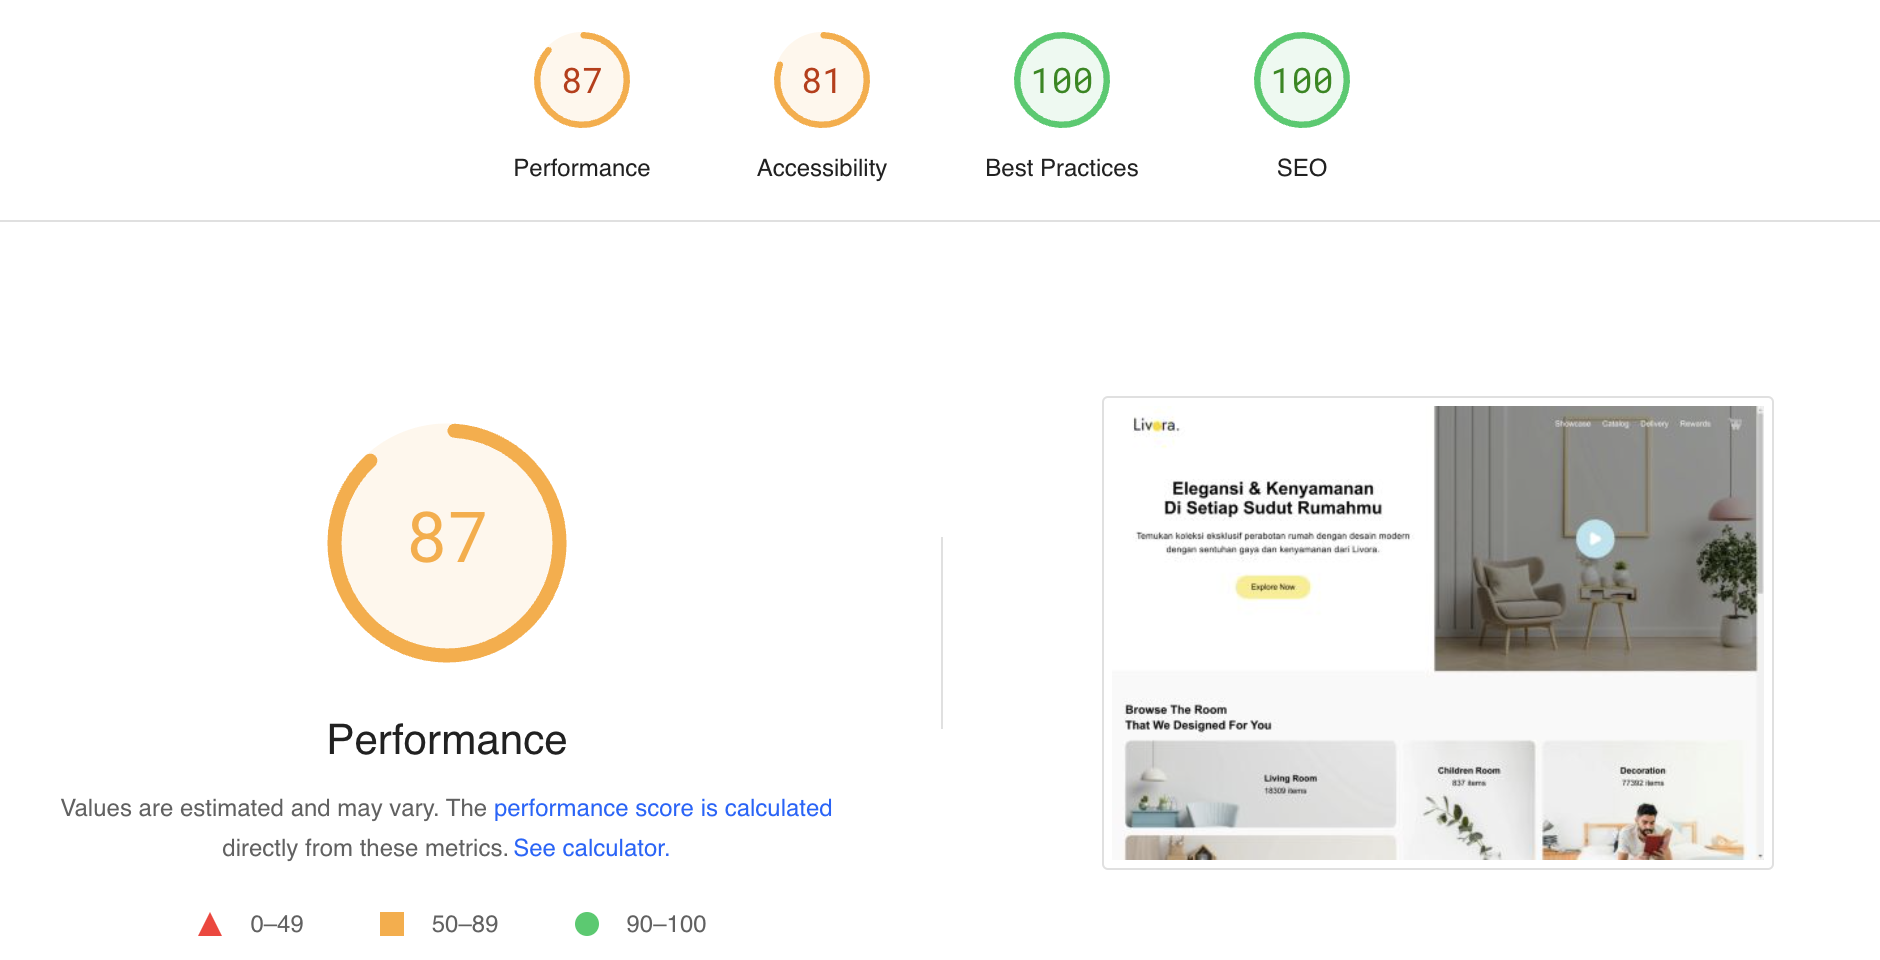 87
81
100
100
Performance
Accessibility
Best Practices
SEO
87
Performance
Values are estimated and may vary. The performance score is calculated
directly from these metrics. See calculator.
0–49
50–89
90–100
Livora.
Showcase
Catalog
Delivery
Rewards
Elegansi & Kenyamanan
Di Setiap Sudut Rumahmu
Temukan koleksi eksklusif perabotan rumah dengan desain modern
dengan sentuhan gaya dan kenyamanan dari Livora.
Explore Now
Browse The Room
That We Designed For You
Living Room
18309 items
Children Room
837 items
Decoration
77392 items